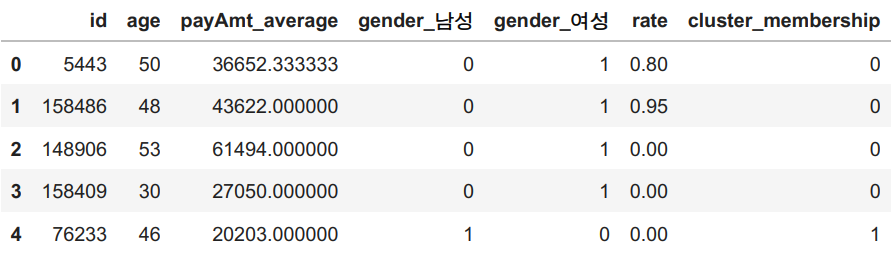 id age payAmt_average gender_남성 gender_여성 rate cluster_membership
0 5443 50 36652.333333 0 1 0.80 0
1 158486 48 43622.000000 0 1 0.95 0
2 148906 53 61494.000000 0 1 0.00 0
3 158409 30 27050.000000 0 1 0.00 0
4 76233 46 20203.000000 1 0 0.00 1